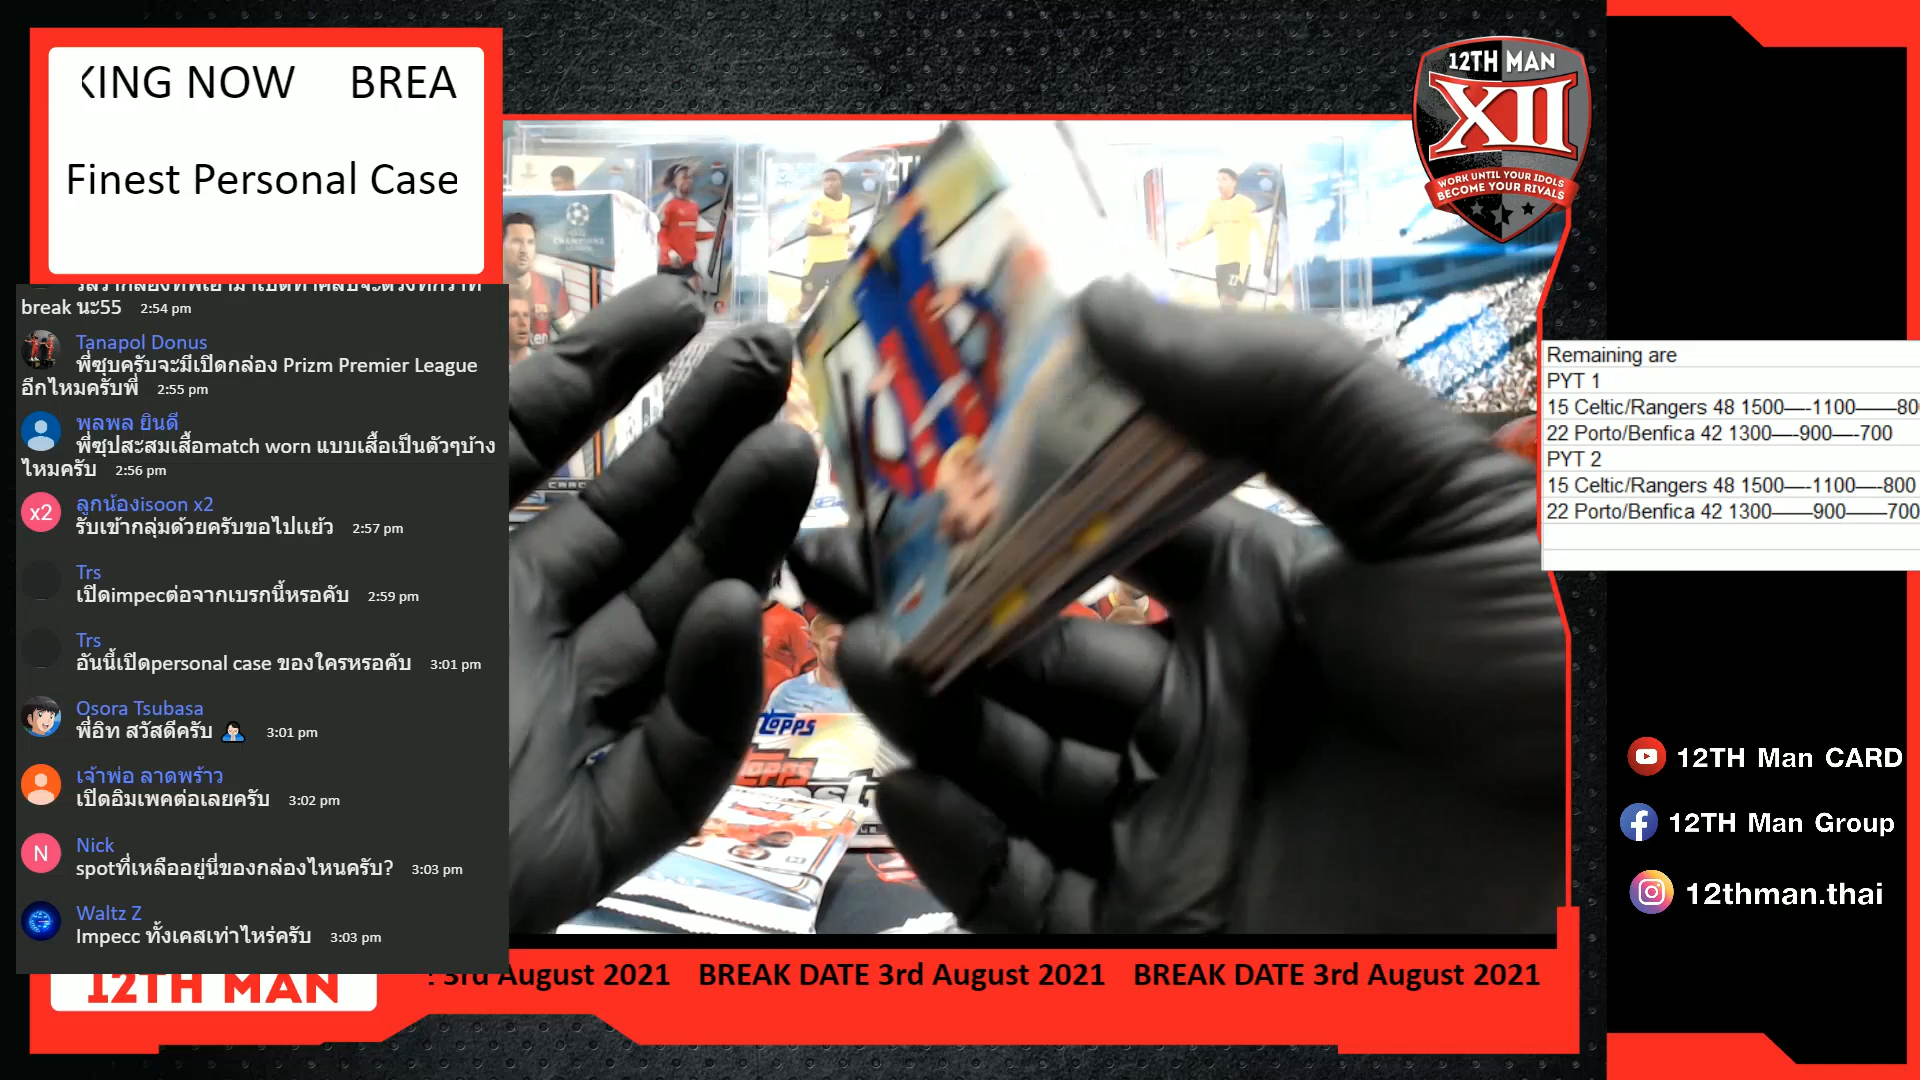 KING NOW BREA
Finest Personal Case
break นะ55 2:54 pm
Tanapol Donus
พี่ซุบครับจะมีเปิดกล่อง Prizm Premier League
อีกไหมครับพี่ 2:55 pm
พลพล ยินดี
พี่ซุปสะสมเสื้อmatch worn แบบเสื้อเป็นตัวๆบ้าง
ไหมครับ 2:56 pm
x2
ลูกน้องisoon x2
รับเข้ากลุ่มด้วยครับขอไปแย้ว 2:57 pm
Trs
เปิดimpecต่อจากเบรกนี้หรอคับ 2:59 pm
Trs
อันนี้เปิดpersonal case ของใครหรอคับ 3:01 pm
Osora Tsubasa
พี่อิท สวัสดีครับ 3:01 pm
เจ้าพ่อ ลาดพร้าว
เปิดอิมเพคต่อเลยครับ 3:02 pm
N
Nick
spotที่เหลืออยู่นี่ของกล่องไหนครับ? 3:03 pm
Waltz Z
Impecc ทั้งเคสเท่าไหร่ครับ 3:03 pm
12TH MAN
: 3rd August 2021 BREAK DATE 3rd August 2021 BREAK DATE 3rd August 2021
12TH MAN
XII
WORK UNTIL YOUR IDOLS
BECOME YOUR RIVALS
TOPPS
Remaining are
PYT 1
15 Celtic/Rangers 48 1500—-1100——80
22 Porto/Benfica 42 1300—-900—-700
PYT 2
15 Celtic/Rangers 48 1500—-1100—-800
22 Porto/Benfica 42 1300——900——700
12TH Man CARD
12TH Man Group
12thman.thai